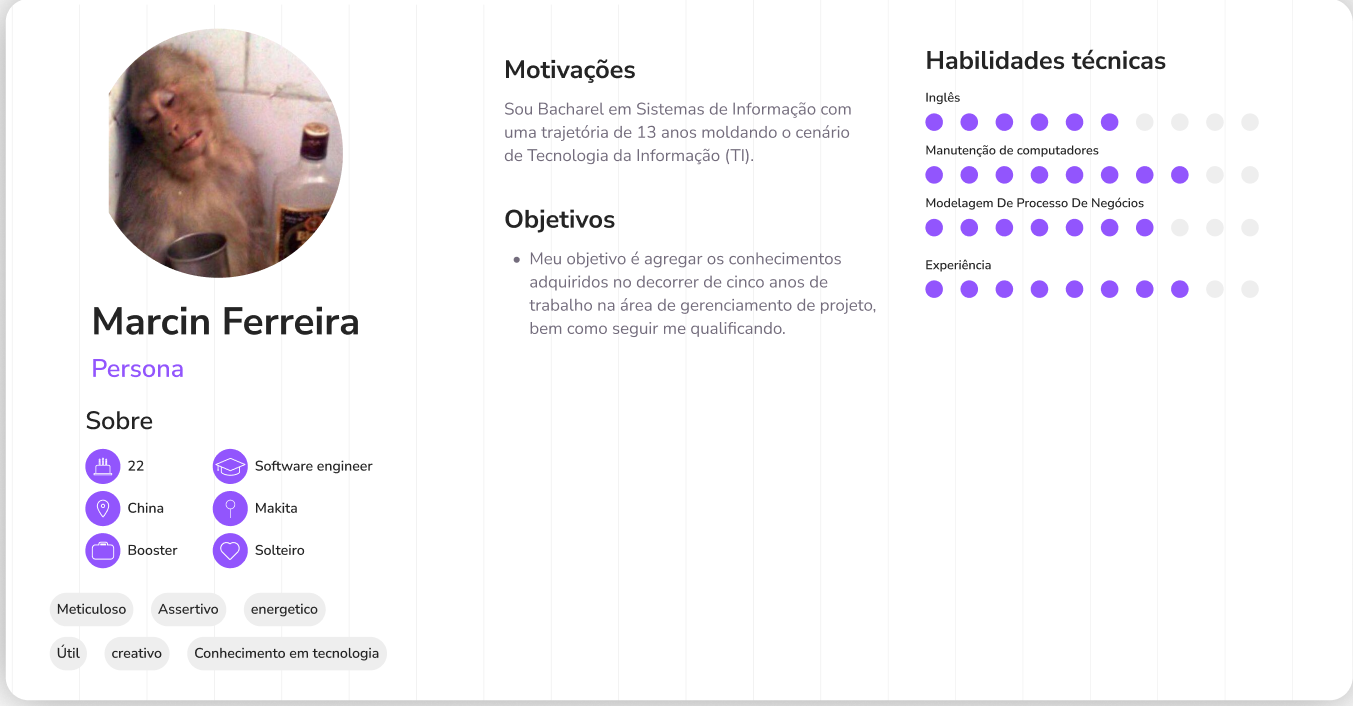 Marcin Ferreira
Persona
Sobre
22
Software engineer
China
Makita
Booster
Solteiro
Meticuloso
Assertivo
energetico
Útil
creativo
Conhecimento em tecnologia
Motivações
Sou Bacharel em Sistemas de Informação com
uma trajetória de 13 anos moldando o cenário
de Tecnologia da Informação (TI).
Objetivos
Meu objetivo é agregar os conhecimentos
adquiridos no decorrer de cinco anos de
trabalho na área de gerenciamento de projeto,
bem como seguir me qualificando.
Habilidades técnicas
Inglês
Manutenção de computadores
Modelagem De Processo De Negócios
Experiência